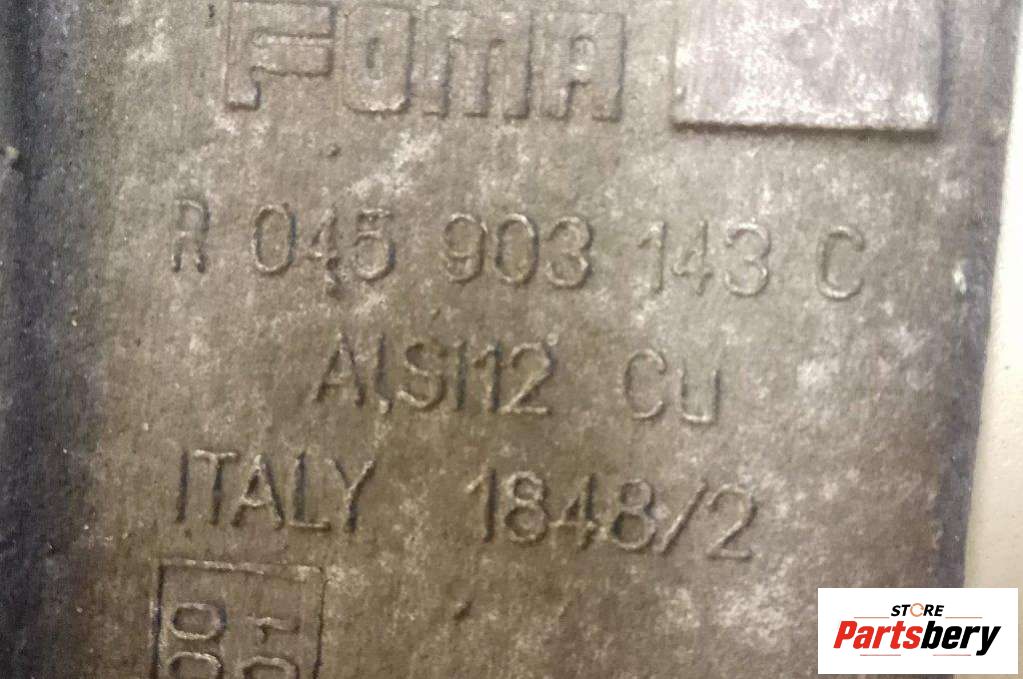 FOMA
R 045 903 143 C
AlSi12 Cu
ITALY 1848/2
STORE
Partsbery